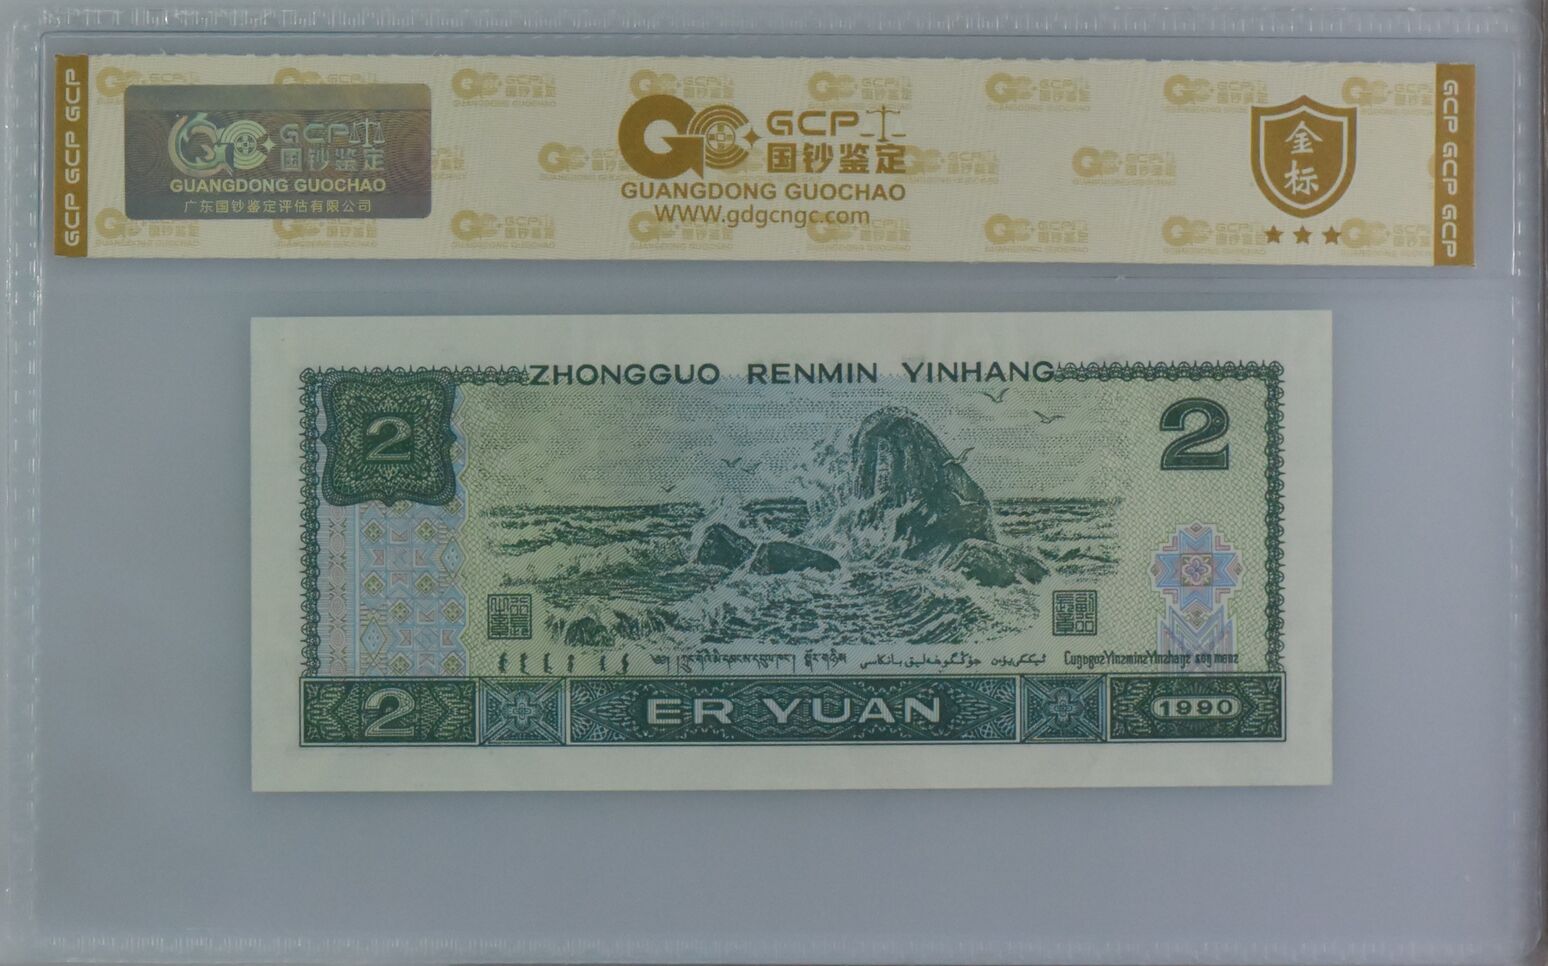 GCP GCP GCP
GCP
国钞鉴定
GUANGDONG GUOCHAO
广东国钞鉴定评估有限公司
GCP
国钞鉴定
GUANGDONG GUOCHAO
WWW.gdgcngc.com
金
标
GCP GCP GCP
ZHONGGUO RENMIN YINHANG
2
2
2
ER YUAN
1990